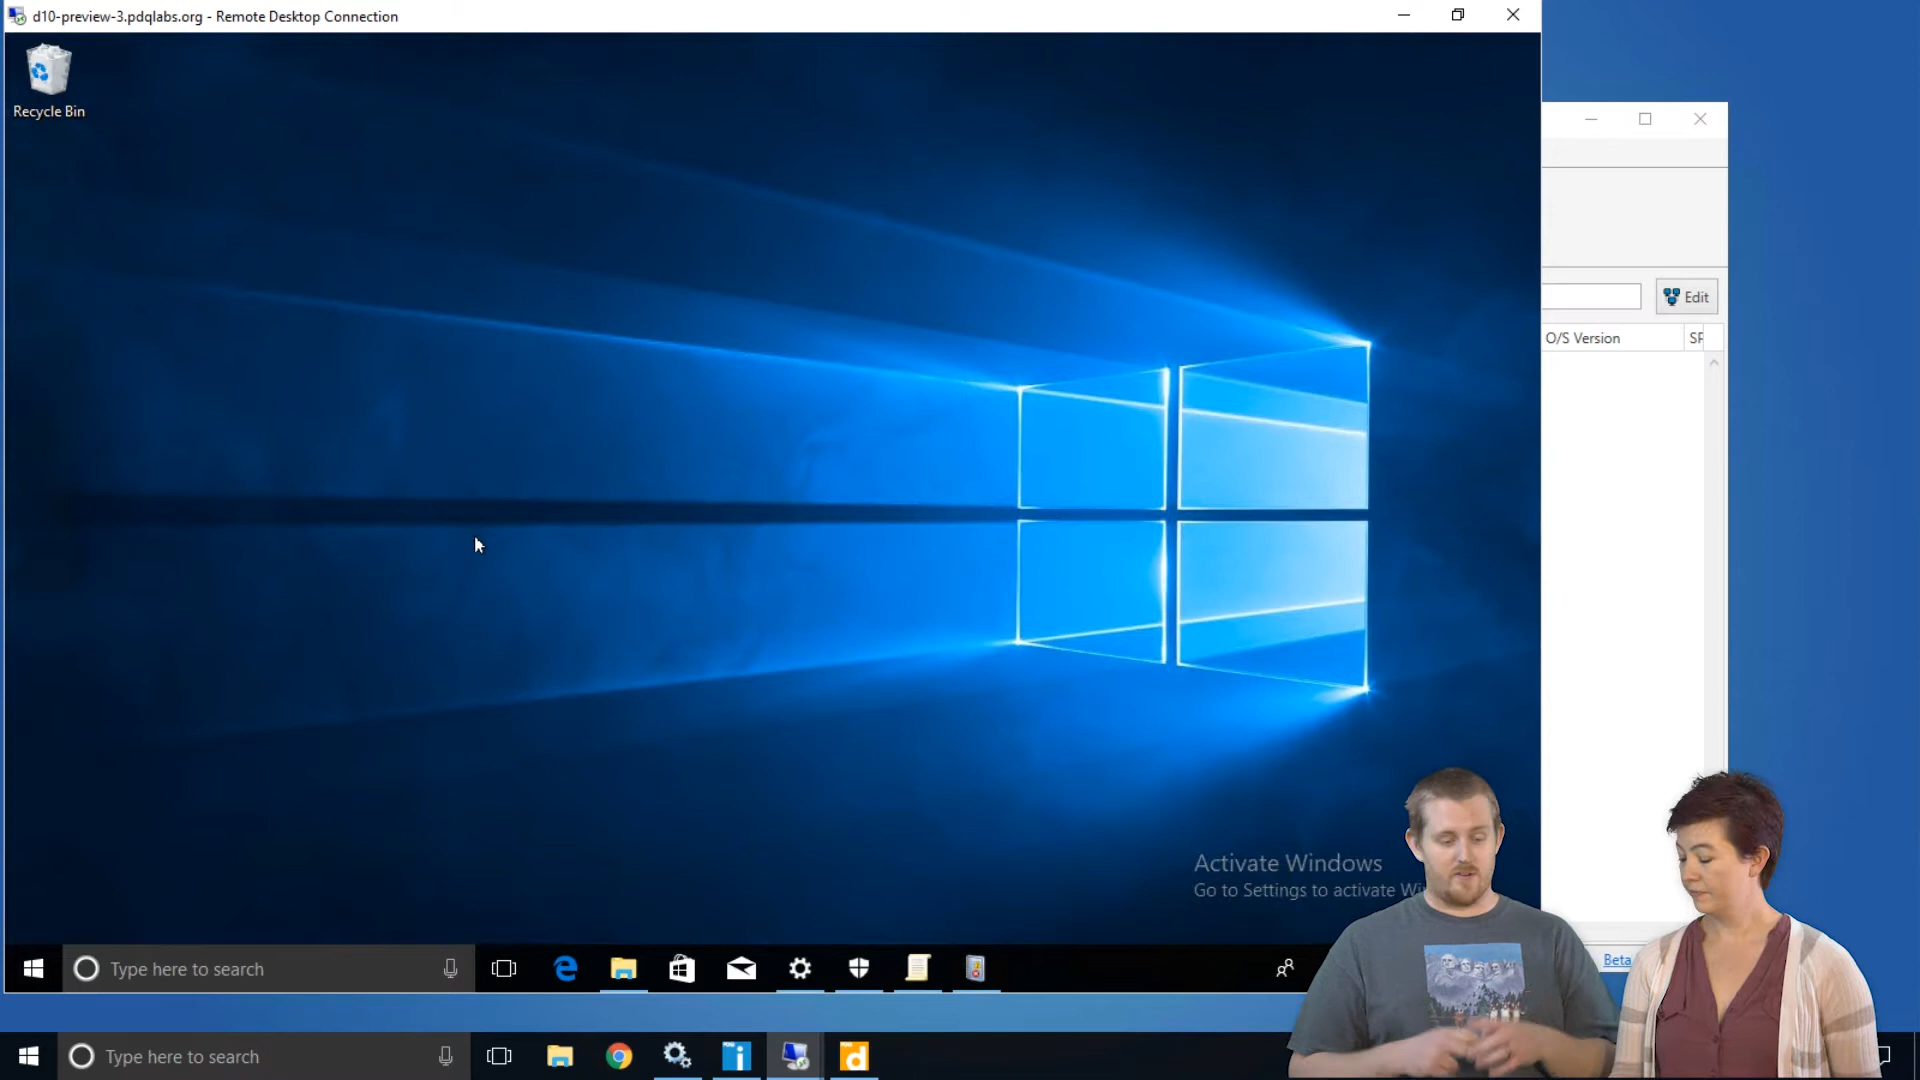 d10-preview-3.pdqlabs.org - Remote Desktop Connection
Recycle Bin
Edit
O/S Version
SP
Activate Windows
Go to Settings to activate Wi
Beta
Type here to search
Type here to search